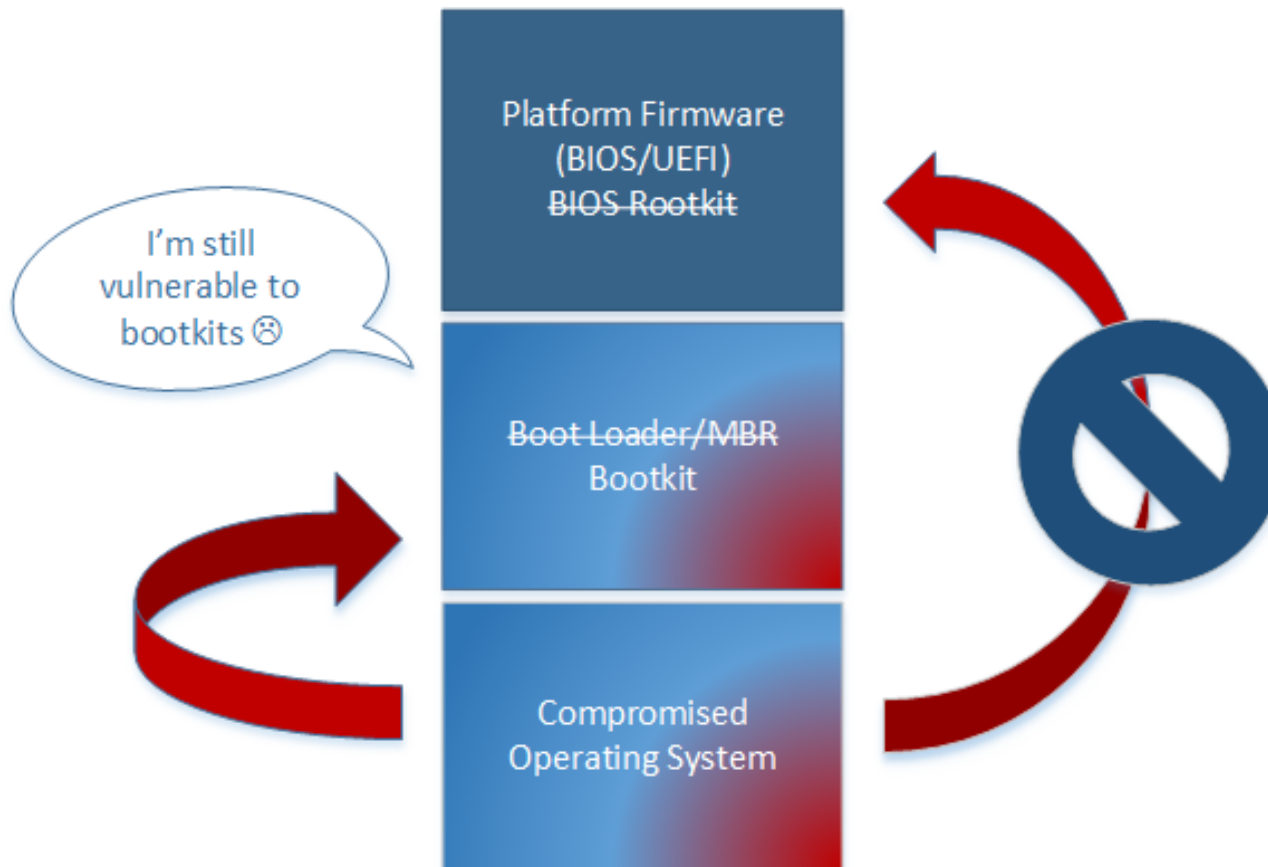 Platform Firmware
(BIOS/UEFI)
BIOS Rootkit
I'm still
vulnerable to
bootkits ☹
Boot Loader/MBR
Bootkit
Compromised
Operating System